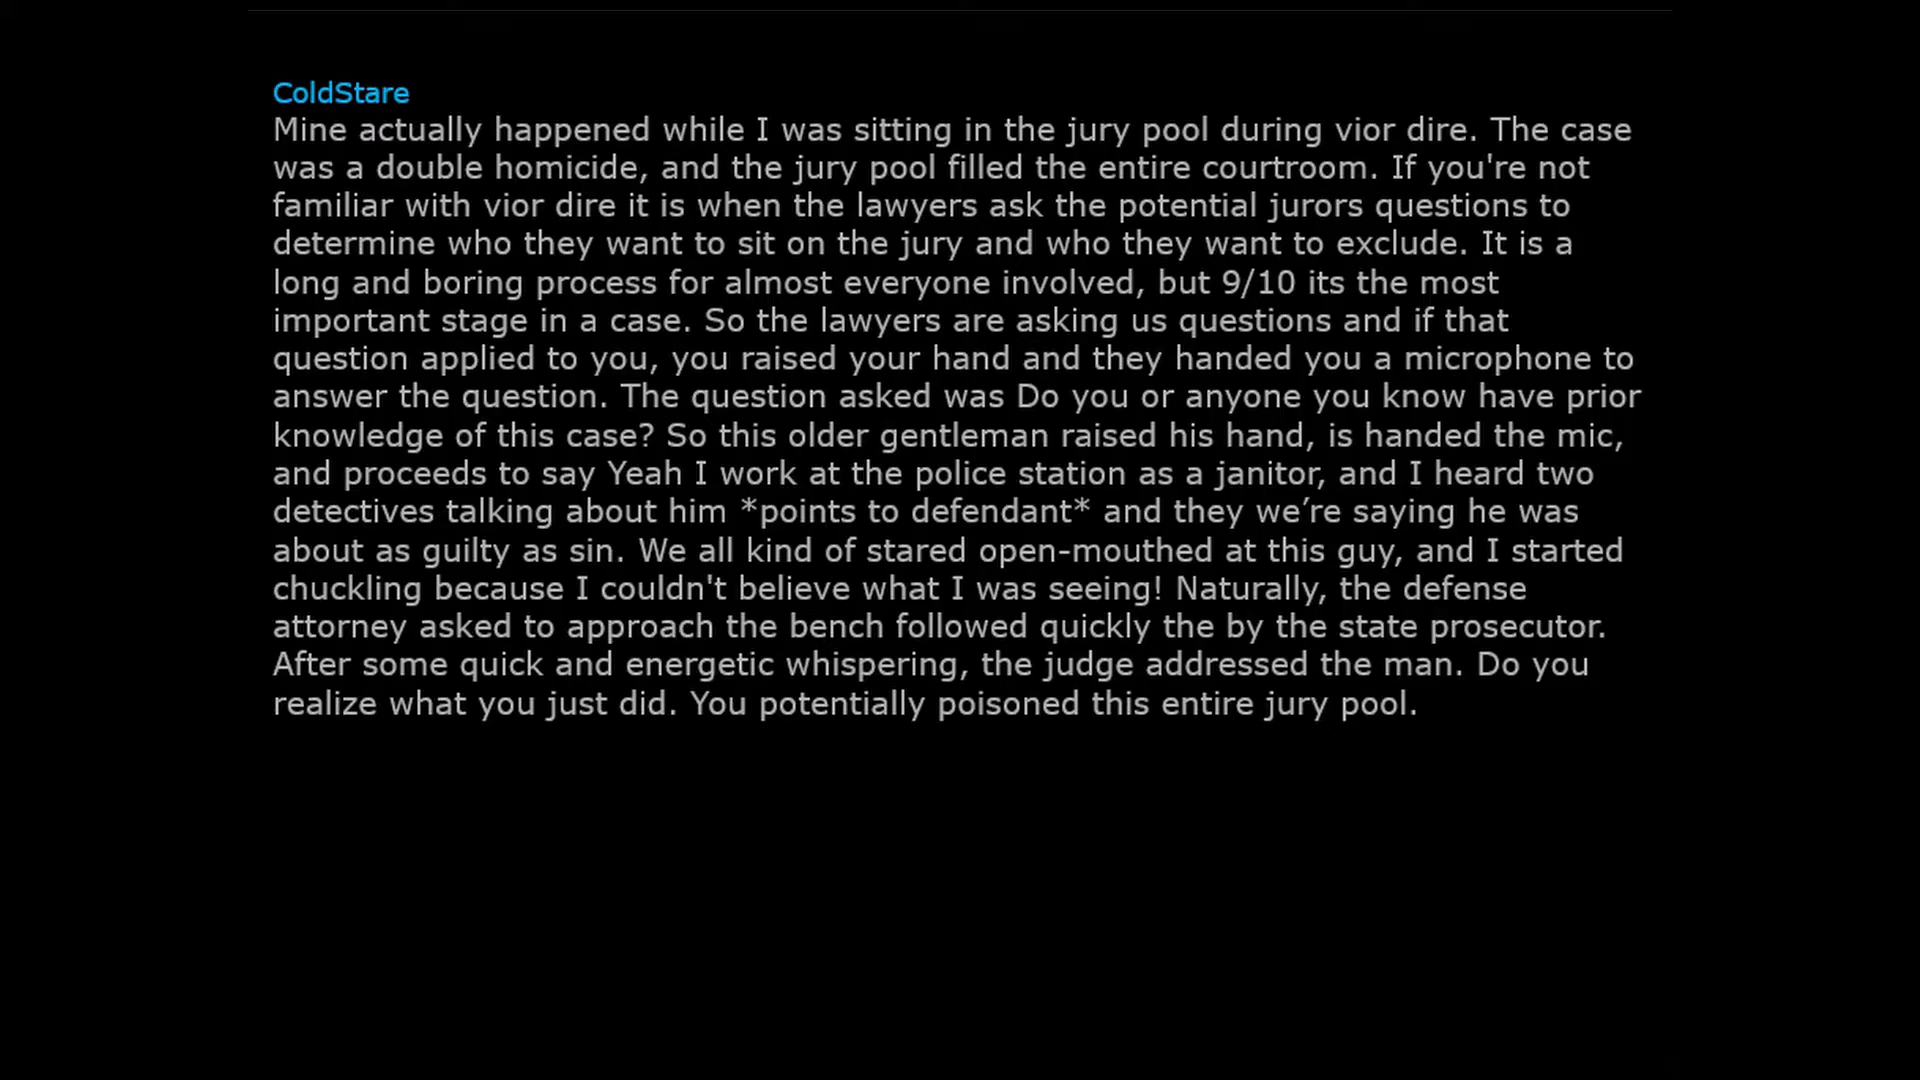 ColdStare
Mine actually happened while I was sitting in the jury pool during vior dire. The case
was a double homicide, and the jury pool filled the entire courtroom. If you're not
familiar with vior dire it is when the lawyers ask the potential jurors questions to
determine who they want to sit on the jury and who they want to exclude. It is a
long and boring process for almost everyone involved, but 9/10 its the most
important stage in a case. So the lawyers are asking us questions and if that
question applied to you, you raised your hand and they handed you a microphone to
answer the question. The question asked was Do you or anyone you know have prior
knowledge of this case? So this older gentleman raised his hand, is handed the mic,
and proceeds to say Yeah I work at the police station as a janitor, and I heard two
detectives talking about him *points to defendant* and they we’re saying he was
about as guilty as sin. We all kind of stared open-mouthed at this guy, and I started
chuckling because I couldn't believe what I was seeing! Naturally, the defense
attorney asked to approach the bench followed quickly the by the state prosecutor.
After some quick and energetic whispering, the judge addressed the man. Do you
realize what you just did. You potentially poisoned this entire jury pool.